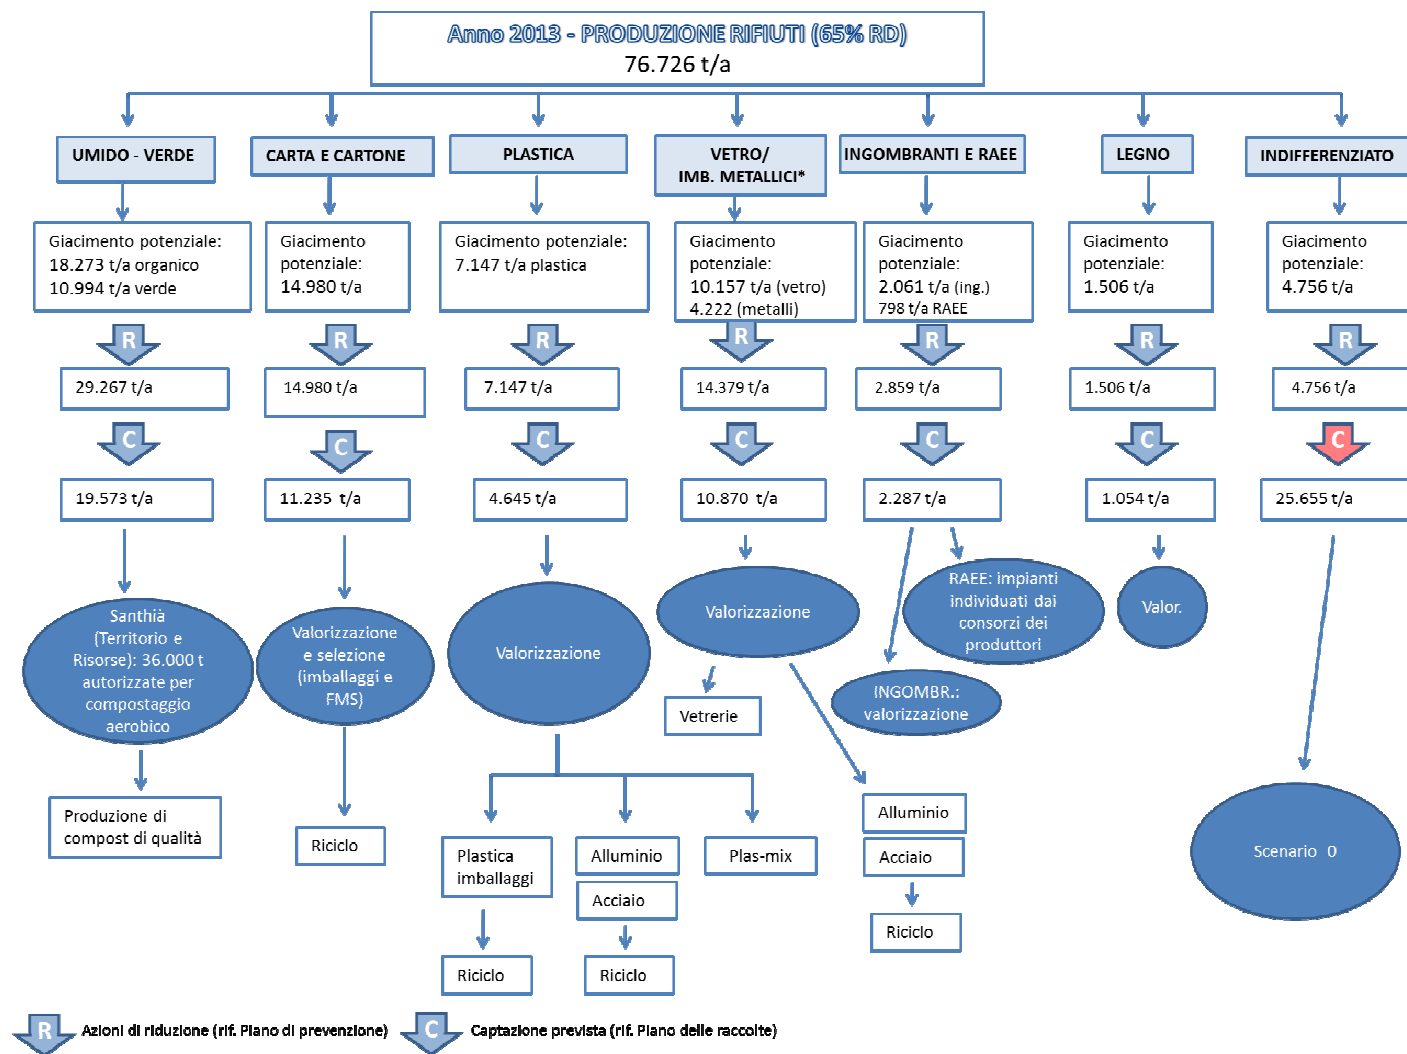 Anno 2013 - PRODUZIONE RIFIUTI (65% RD)
76.726 t/a
UMIDO - VERDE
CARTA E CARTONE
PLASTICA
VETRO/
IMB. METALLICI*
INGOMBRANTI E RAEE
LEGNO
INDIFFERENZIATO
Giacimento potenziale:
18.273 t/a organico
10.994 t/a verde
Giacimento
potenziale:
14.980 t/a
Giacimento potenziale:
7.147 t/a plastica
Giacimento
potenziale:
10.157 t/a (vetro)
4.222 (metalli)
Giacimento
potenziale:
2.061 t/a (ing.)
798 t/a RAEE
Giacimento
potenziale:
1.506 t/a
Giacimento
potenziale:
4.756 t/a
R
R
R
R
R
R
R
29.267 t/a
14.980 t/a
7.147 t/a
14.379 t/a
2.859 t/a
1.506 t/a
4.756 t/a
C
C
C
C
C
C
C
19.573 t/a
11.235 t/a
4.645 t/a
10.870 t/a
2.287 t/a
1.054 t/a
25.655 t/a
Santhià
(Territorio e
Risorse): 36.000 t
autorizzate per
compostaggio
aerobico
Valorizzazione
e selezione
(imballaggi e
FMS)
Valorizzazione
Valorizzazione
RAEE: impianti
individuati dai
consorzi dei
produttori
Valor.
INGOMBR.:
valorizzazione
Vetrerie
Produzione di
compost di qualità
Riciclo
Plastica
imballaggi
Alluminio
Acciaio
Plas-mix
Alluminio
Acciaio
Scenario 0
Riciclo
Riciclo
Riciclo
R Azioni di riduzione (rif. Piano di prevenzione)
C Captazione prevista (rif. Piano delle raccolte)